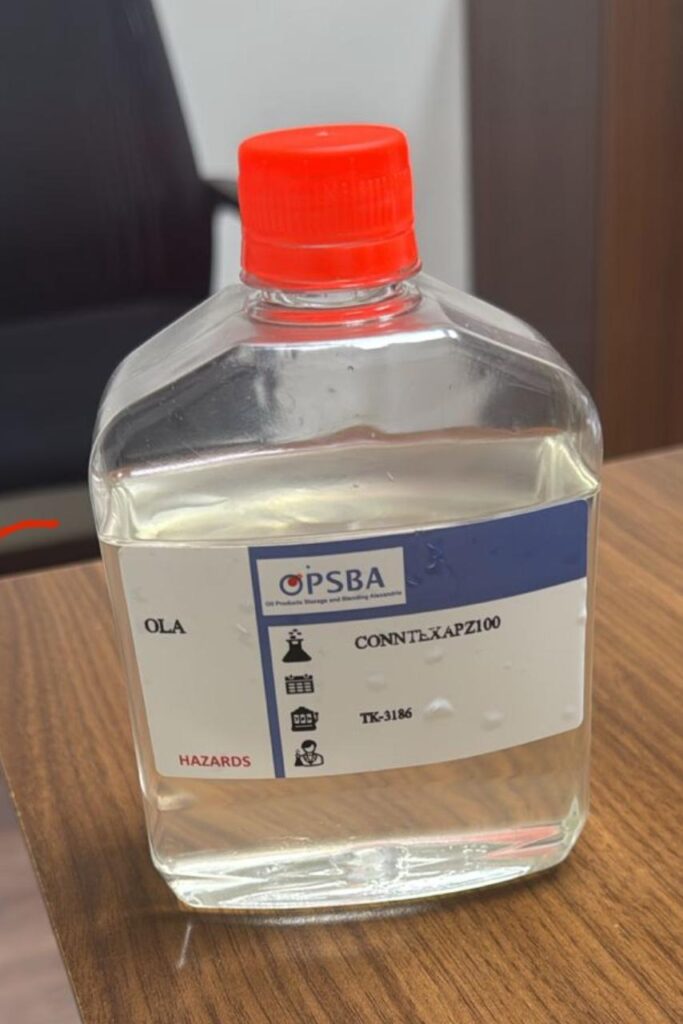 OPSBA
Oil Products Storage and Blending Alexandria
OLA
CONNTEXAPZ100
TK-3186
HAZARDS